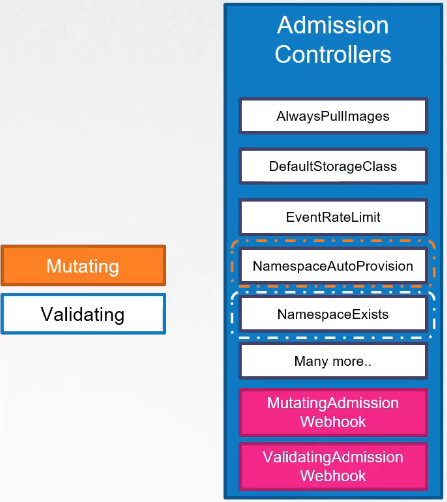 Admission
Controllers
AlwaysPullImages
DefaultStorageClass
EventRateLimit
Mutating
NamespaceAutoProvision
Validating
NamespaceExists
Many more..
MutatingAdmission
Webhook
ValidatingAdmission
Webhook